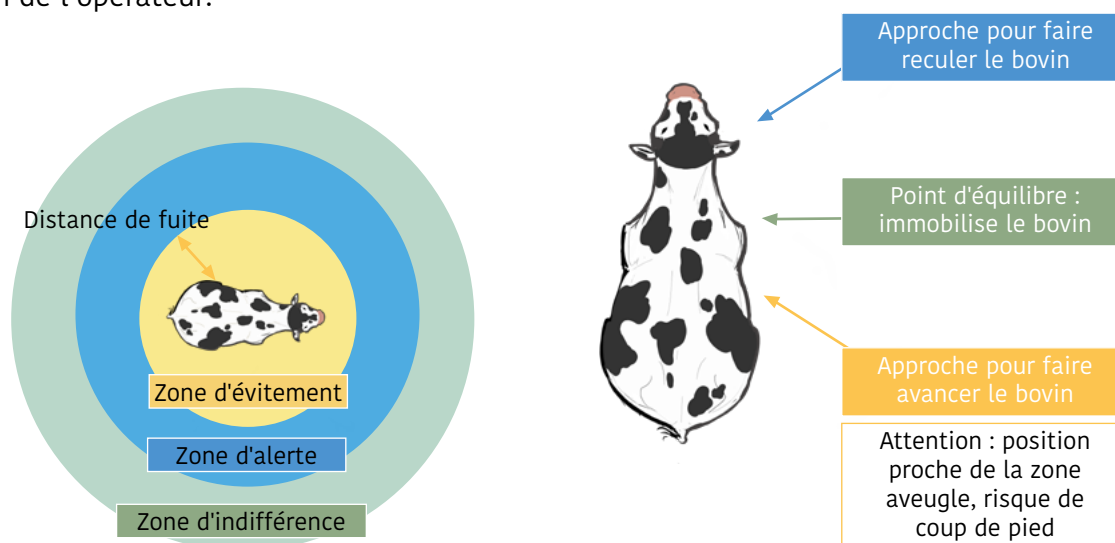 de l'opérateur.
Distance de fuite
Zone d'évitement
Zone d'alerte
Zone d'indifférence
Approche pour faire
reculer le bovin
Point d'équilibre :
immobilise le bovin
Approche pour faire
avancer le bovin
Attention : position
proche de la zone
aveugle, risque de
coup de pied